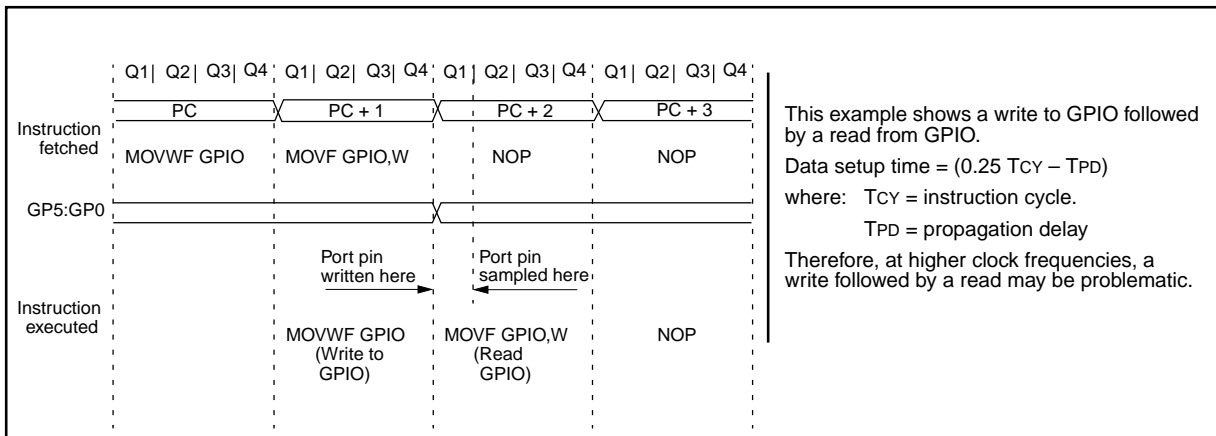 Q1| Q2| Q3| Q4 Q1| Q2| Q3| Q4 Q1| Q2| Q3| Q4 Q1| Q2| Q3| Q4
PC PC + 1 PC + 2 PC + 3
Instruction
fetched
MOVWF GPIO MOVF GPIO,W NOP NOP
GP5:GP0
Port pin
written here
Port pin
sampled here
Instruction
executed
MOVWF GPIO
(Write to
GPIO)
MOVF GPIO,W
(Read
GPIO)
NOP
This example shows a write to GPIO followed
by a read from GPIO.
Data setup time = (0.25 TCY – TPD)
where: TCY = instruction cycle.
TPD = propagation delay
Therefore, at higher clock frequencies, a
write followed by a read may be problematic.